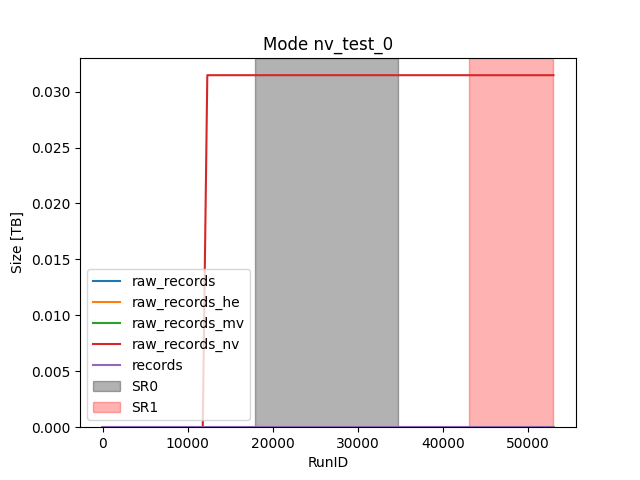 Mode nv_test_0
Size [TB]
0.030
0.025
0.020
0.015
0.010
0.005
0.000
raw_records
raw_records_he
raw_records_mv
raw_records_nv
records
SR0
SR1
0 10000 20000 30000 40000 50000
RunID